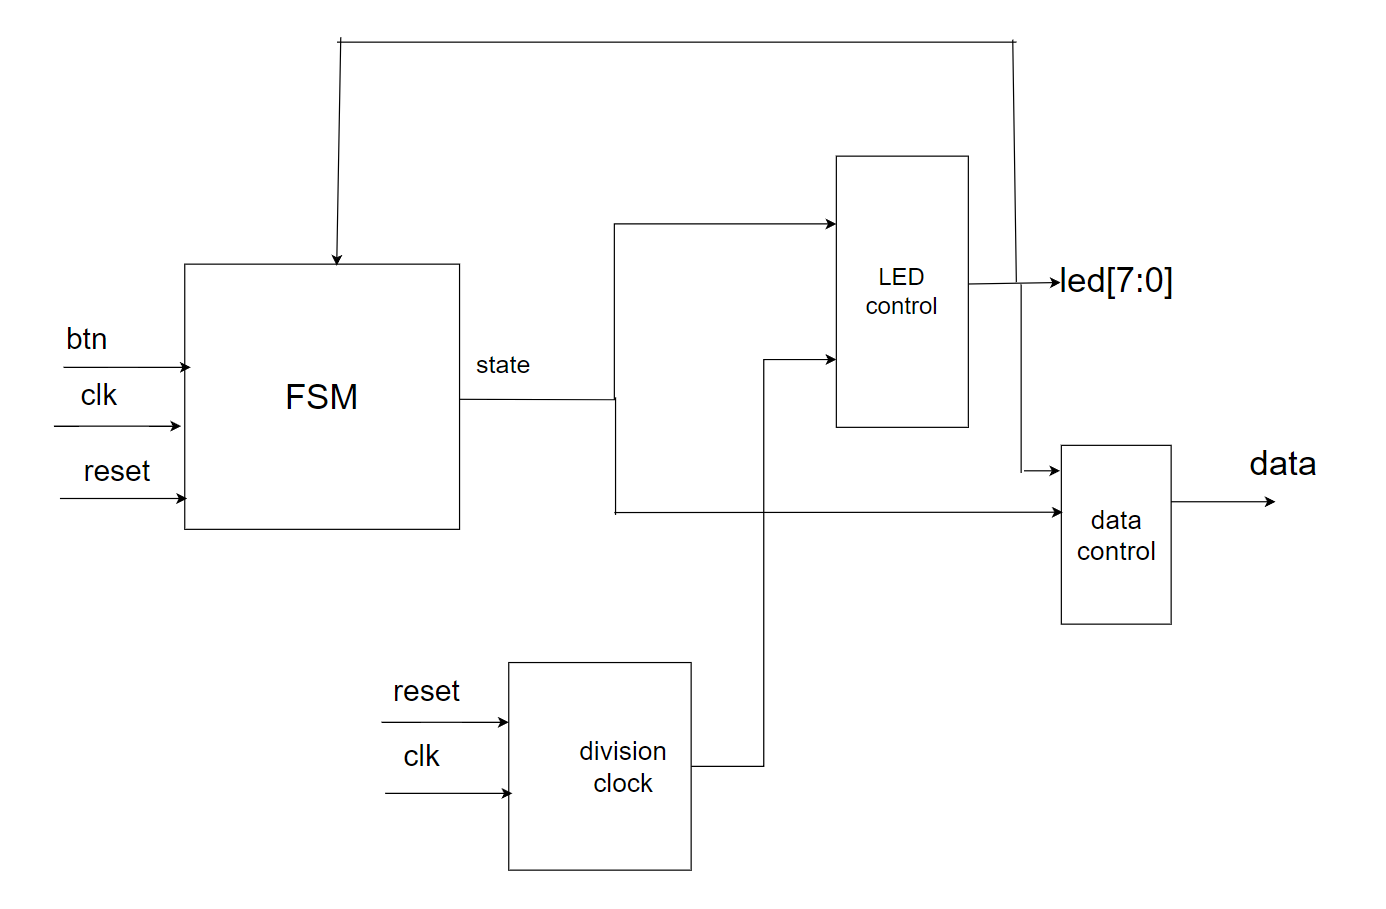 btn
clk
reset
FSM
state
LED
control
led[7:0]
data
control
data
reset
clk
division
clock